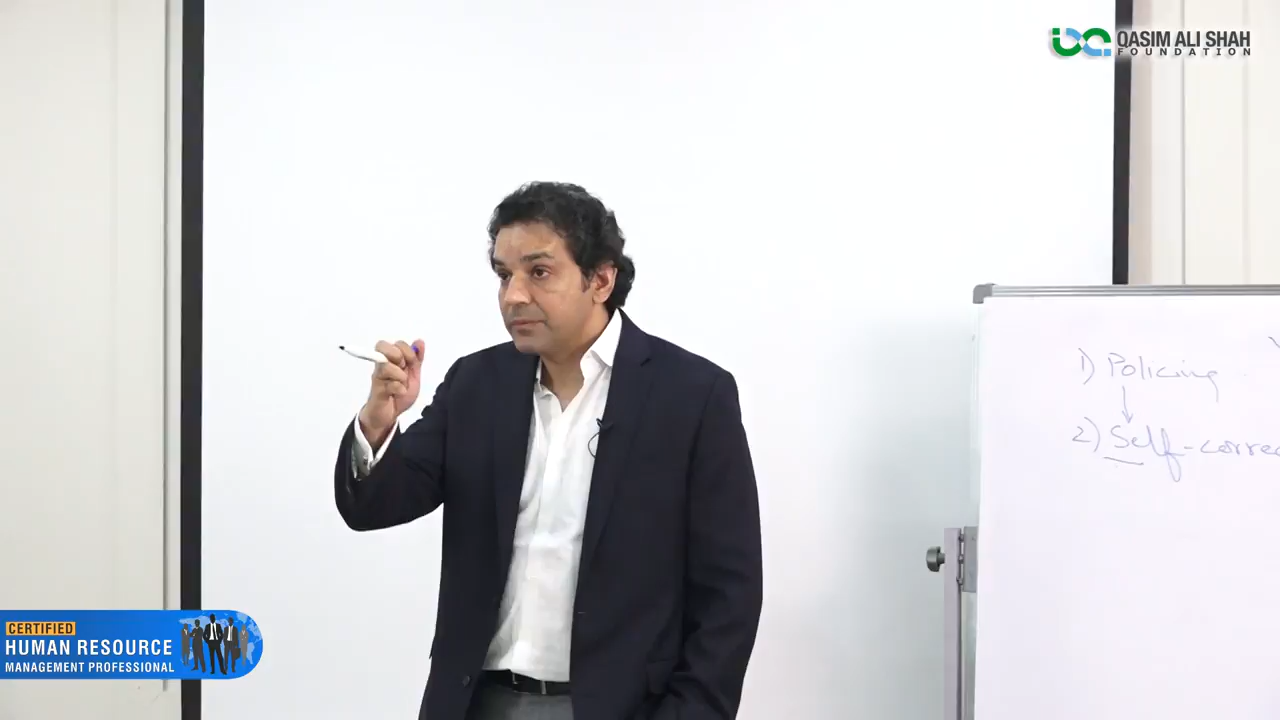 QASIM ALI SHAH
FOUNDATION
1) Policing
2) Self-correc
CERTIFIED
HUMAN RESOURCE
MANAGEMENT PROFESSIONAL